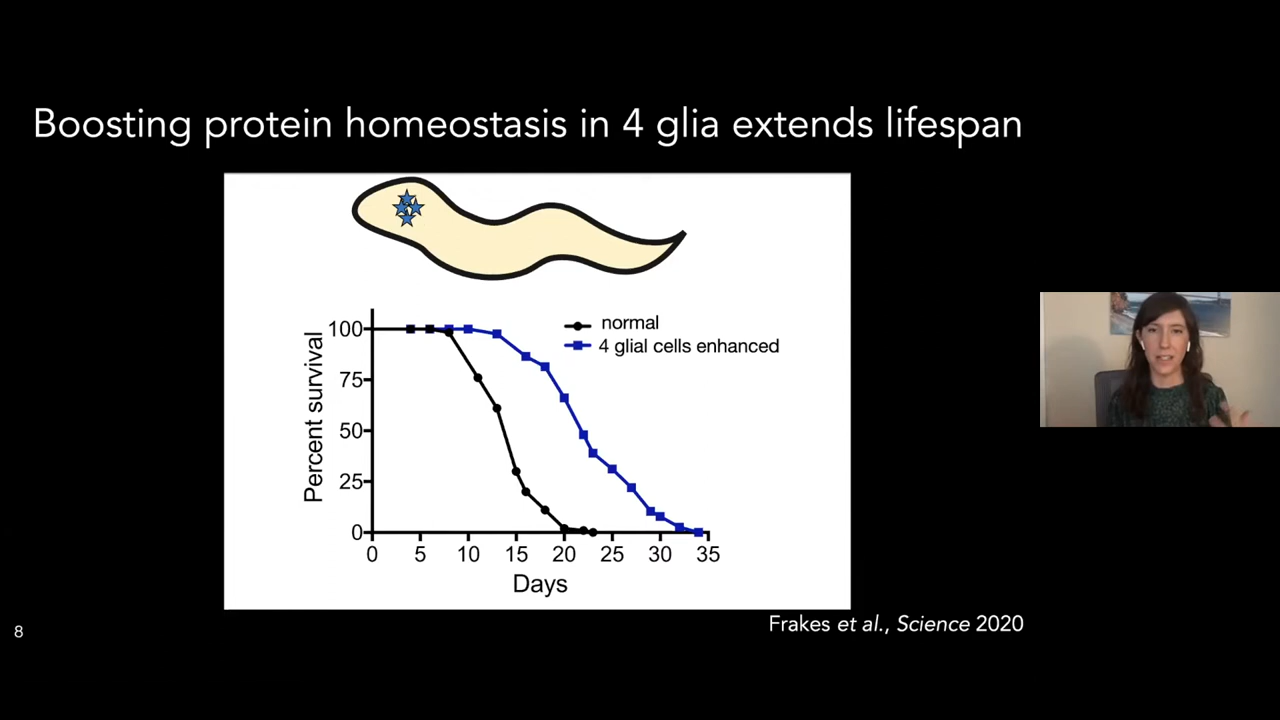 Boosting protein homeostasis in 4 glia extends lifespan
normal
4 glial cells enhanced
Percent survival
100
75
50
25
0
0 5 10 15 20 25 30 35
Days
Frakes et al., Science 2020
8